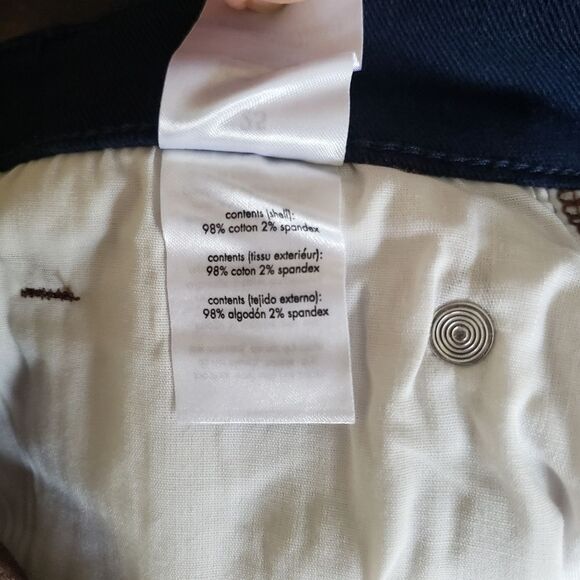 contents (shell):
98% cotton 2% spandex
contents (tissu exteriéur):
98% coton 2% spandex
contents (tejido externo):
98% algodón 2% spandex